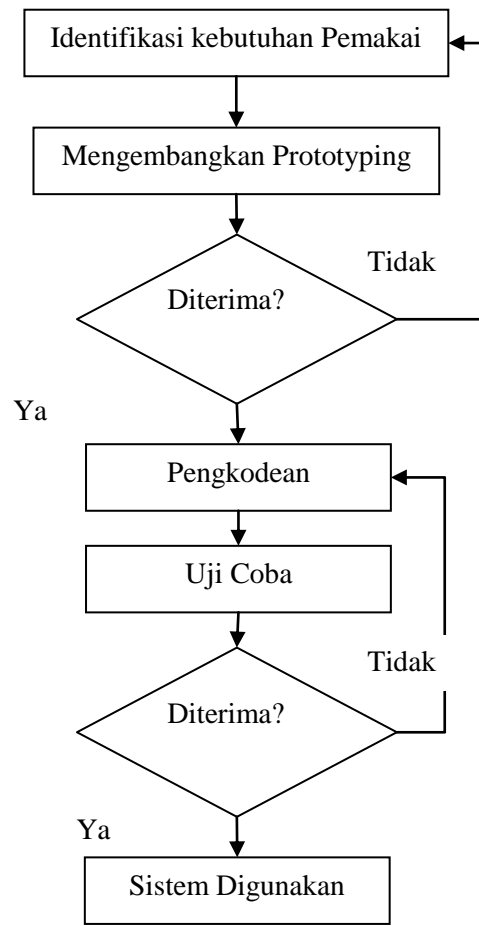 Identifikasi kebutuhan Pemakai
Mengembangkan Prototyping
Tidak
Diterima?
Ya
Pengkodean
Uji Coba
Tidak
Diterima?
Ya
Sistem Digunakan